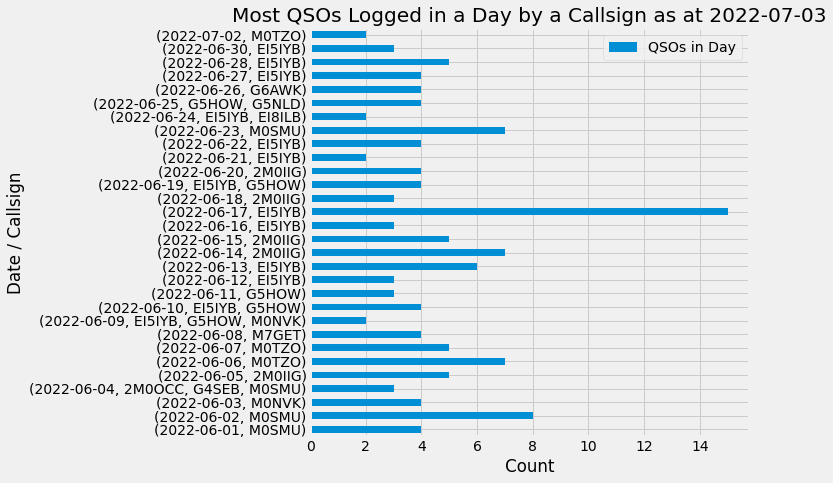 Most QSOs Logged in a Day by a Callsign as at 2022-07-03
QSOs in Day
Date / Callsign
(2022-07-02, M0TZO)
(2022-06-30, EI5IYB)
(2022-06-28, EI5IYB)
(2022-06-27, EI5IYB)
(2022-06-26, G6AWK)
(2022-06-25, G5HOW, G5NLD)
(2022-06-24, EI5IYB, EI8ILB)
(2022-06-23, M0SMU)
(2022-06-22, EI5IYB)
(2022-06-21, EI5IYB)
(2022-06-20, 2M0IIG)
(2022-06-19, EI5IYB, G5HOW)
(2022-06-18, 2M0IIG)
(2022-06-17, EI5IYB)
(2022-06-16, EI5IYB)
(2022-06-15, 2M0IIG)
(2022-06-14, 2M0IIG)
(2022-06-13, EI5IYB)
(2022-06-12, EI5IYB)
(2022-06-11, G5HOW)
(2022-06-10, EI5IYB, G5HOW)
(2022-06-09, EI5IYB, G5HOW, M0NVK)
(2022-06-08, M7GET)
(2022-06-07, M0TZO)
(2022-06-06, M0TZO)
(2022-06-05, 2M0IIG)
(2022-06-04, 2M0OCC, G4SEB, M0SMU)
(2022-06-03, M0NVK)
(2022-06-02, M0SMU)
(2022-06-01, M0SMU)
0 2 4 6 8 10 12 14
Count